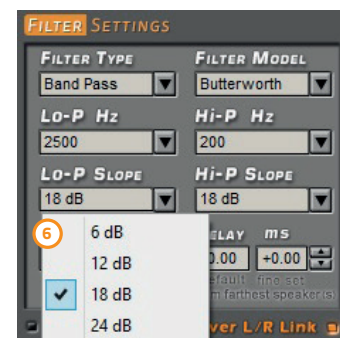 FILTER SETTINGS
FILTER TYPE FILTER MODEL
Band Pass Butterworth
LO-P HZ HI-P HZ
2500 200
LO-P SLOPE HI-P SLOPE
18 dB 18 dB
6 6 dB ELAY MS
12 dB 0.00 +0.00
18 dB efault fine set
24 dB m farthest speaker(s)
ver L/R Link